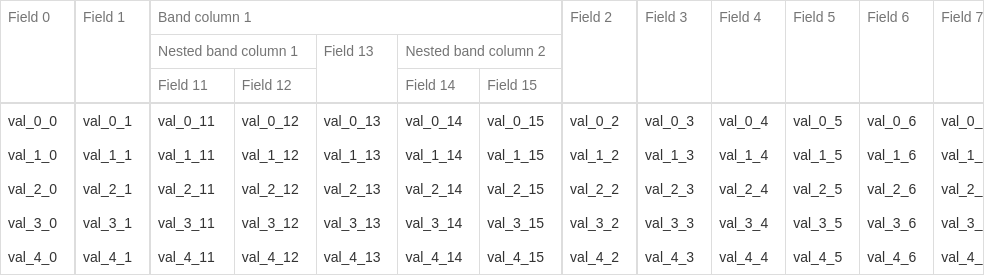 Field 0 Field 1 Band column 1 Field 2 Field 3 Field 4 Field 5 Field 6 Field 7
Nested band column 1 Field 13 Nested band column 2
Field 11 Field 12 Field 14 Field 15
val_0_0 val_0_1 val_0_11 val_0_12 val_0_13 val_0_14 val_0_15 val_0_2 val_0_3 val_0_4 val_0_5 val_0_6 val_0_
val_1_0 val_1_1 val_1_11 val_1_12 val_1_13 val_1_14 val_1_15 val_1_2 val_1_3 val_1_4 val_1_5 val_1_6 val_1_
val_2_0 val_2_1 val_2_11 val_2_12 val_2_13 val_2_14 val_2_15 val_2_2 val_2_3 val_2_4 val_2_5 val_2_6 val_2_
val_3_0 val_3_1 val_3_11 val_3_12 val_3_13 val_3_14 val_3_15 val_3_2 val_3_3 val_3_4 val_3_5 val_3_6 val_3_
val_4_0 val_4_1 val_4_11 val_4_12 val_4_13 val_4_14 val_4_15 val_4_2 val_4_3 val_4_4 val_4_5 val_4_6 val_4_